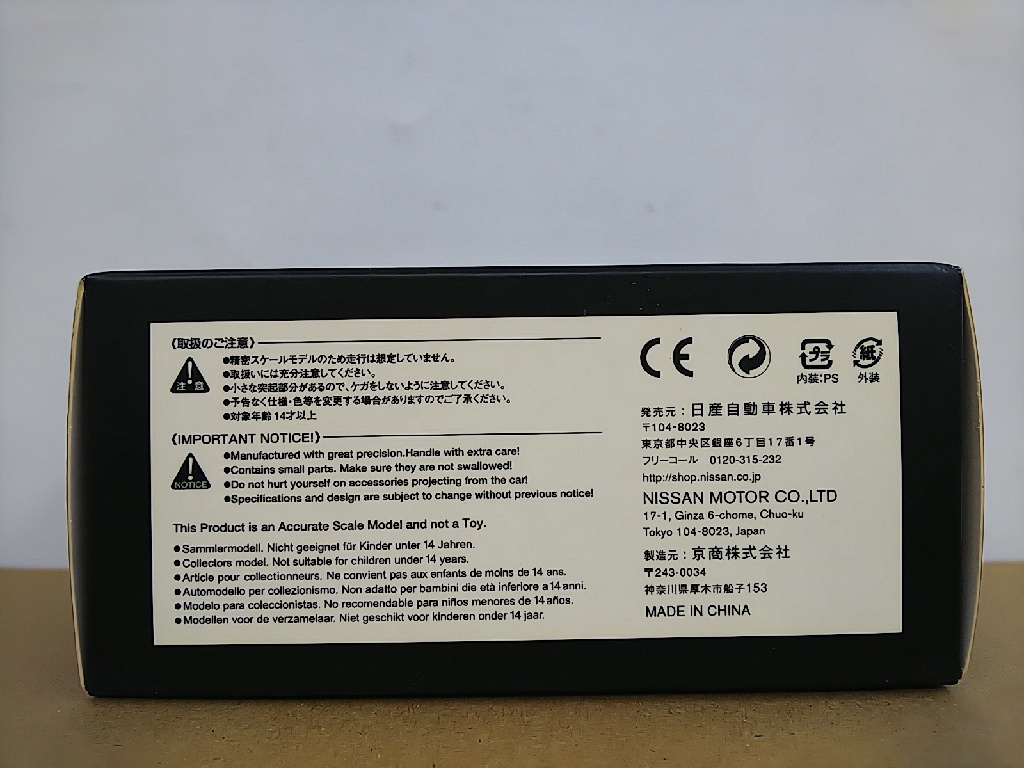 《取扱のご注意》
注意
●精密スケールモデルのため走行は想定していません。
●取扱いには充分注意してください。
●小さな突起部分があるので、ケガをしないように注意してください。
●予告なく仕様・色等を変更する場合がありますのでご了承ください。
●対象年齢14才以上
《IMPORTANT NOTICE!》
NOTICE
●Manufactured with great precision.Handle with extra care!
●Contains small parts. Make sure they are not swallowed!
●Do not hurt yourself on accessories projecting from the car!
●Specifications and design are subject to change without previous notice!
This Product is an Accurate Scale Model and not a Toy.
●Sammlermodell. Nicht geeignet für Kinder unter 14 Jahren.
●Collectors model. Not suitable for children under 14 years.
●Article pour collectionneurs. Ne convient pas aux enfants de moins de 14 ans.
●Automodello per collezionismo. Non adatto per bambini die età inferiore a 14 anni.
●Modelo para coleccionistas. No recomendable para niños menores de 14 años.
●Modellen voor de verzamelaar. Niet geschikt voor kinderen onder 14 jaar.
CE
プラ
紙
内装:PS
外装
発売元：日産自動車株式会社
〒104-8023
東京都中央区銀座6丁目17番1号
フリーコール 0120-315-232
http://shop.nissan.co.jp
NISSAN MOTOR CO.,LTD
17-1, Ginza 6-chome, Chuo-ku
Tokyo 104-8023, Japan
製造元：京商株式会社
〒243-0034
神奈川県厚木市船子153
MADE IN CHINA